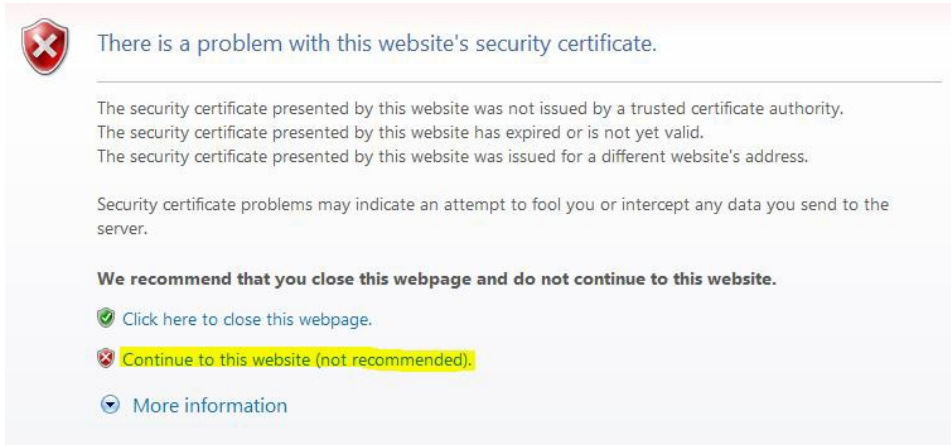 There is a problem with this website's security certificate.
The security certificate presented by this website was not issued by a trusted certificate authority.
The security certificate presented by this website has expired or is not yet valid.
The security certificate presented by this website was issued for a different website's address.
Security certificate problems may indicate an attempt to fool you or intercept any data you send to the
server.
We recommend that you close this webpage and do not continue to this website.
Click here to close this webpage.
Continue to this website (not recommended).
More information